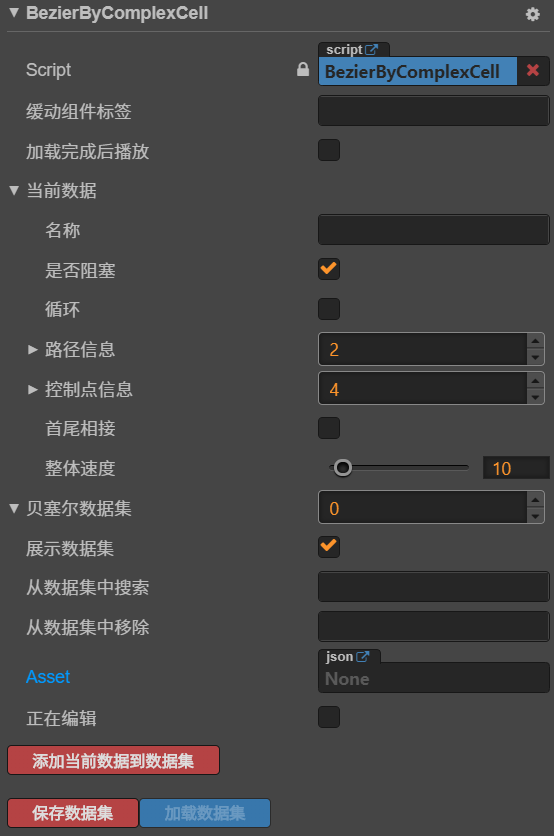 BezierByComplexCell
script
Script
BezierByComplexCell
缓动组件标签
加载完成后播放
当前数据
名称
是否阻塞
循环
路径信息
2
控制点信息
4
首尾相接
整体速度
10
贝塞尔数据集
0
展示数据集
从数据集中搜索
从数据集中移除
json
Asset
None
正在编辑
添加当前数据到数据集
保存数据集
加载数据集